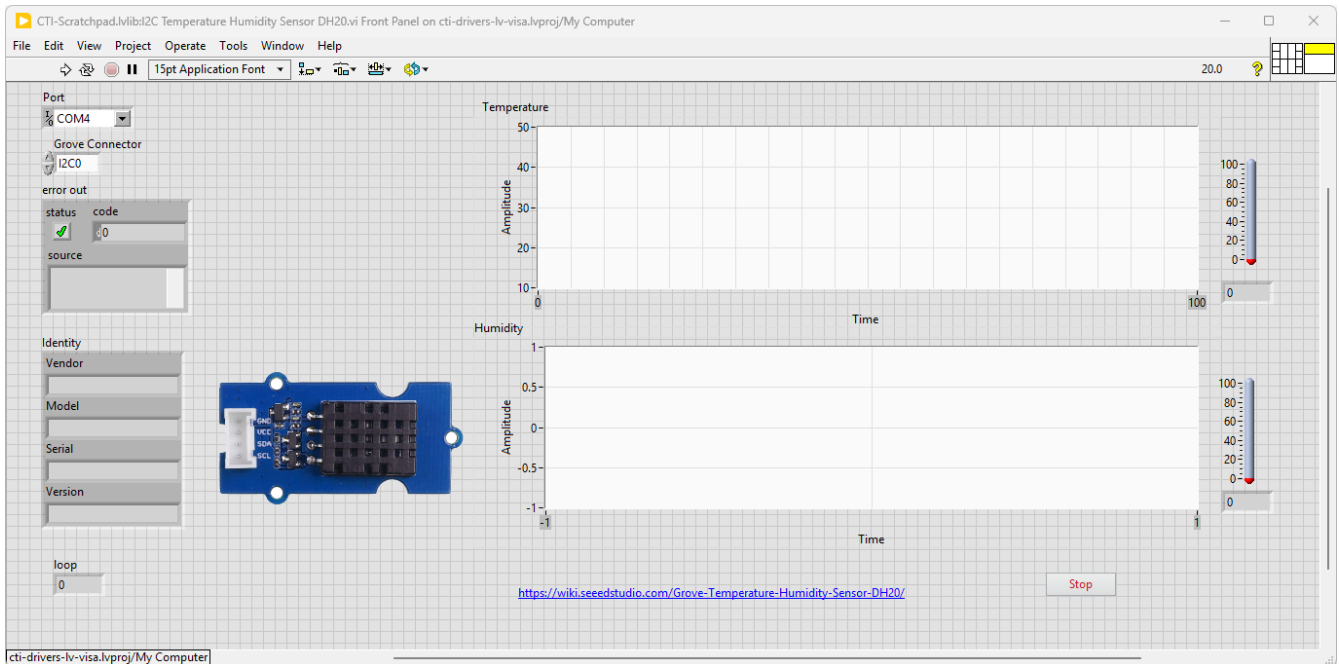 CTI-Scratchpad.lvlib:I2C Temperature Humidity Sensor DH20.vi Front Panel on cti-drivers-lv-visa.lvproj/My Computer
File Edit View Project Operate Tools Window Help
15pt Application Font
20.0
Port
COM4
Grove Connector
I2C0
error out
status code
0
source
Identity
Vendor
Model
Serial
Version
loop
0
GND
VCC
SDA
SCL
Temperature
50
40
30
20
10
Amplitude
0 100
Time
100
80
60
40
20
0
0
Humidity
1
0.5
0
-0.5
-1
Amplitude
-1 1
Time
100
80
60
40
20
0
0
https://wiki.seeedstudio.com/Grove-Temperature-Humidity-Sensor-DH20/
Stop
cti-drivers-lv-visa.lvproj/My Computer